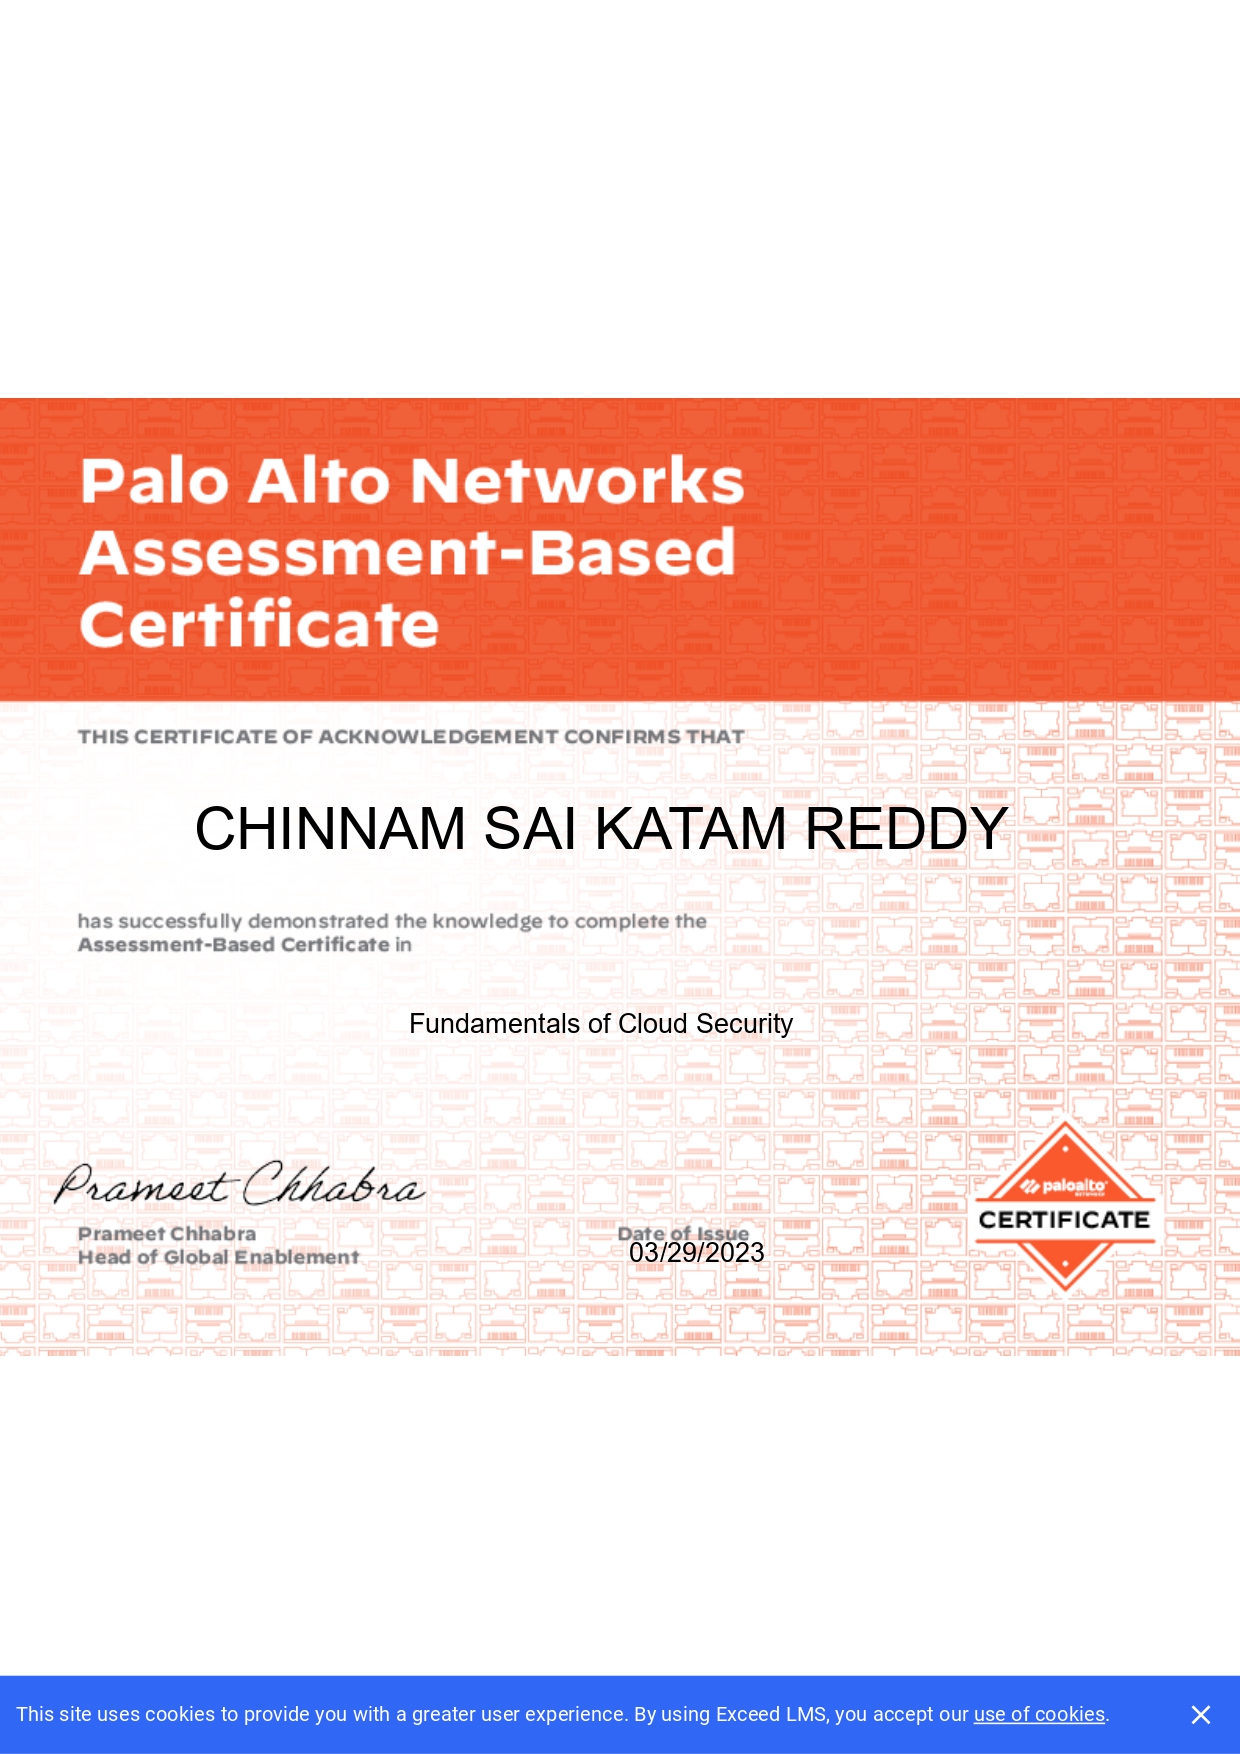 Palo Alto Networks
Assessment-Based
Certificate
THIS CERTIFICATE OF ACKNOWLEDGEMENT CONFIRMS THAT
CHINNAM SAI KATAM REDDY
has successfully demonstrated the knowledge to complete the
Assessment-Based Certificate in
Fundamentals of Cloud Security
Prameet Chhabra
Prameet Chhabra
Head of Global Enablement
Date of Issue
03/29/2023
paloalto
NETWORKS
CERTIFICATE
This site uses cookies to provide you with a greater user experience. By using Exceed LMS, you accept our use of cookies.